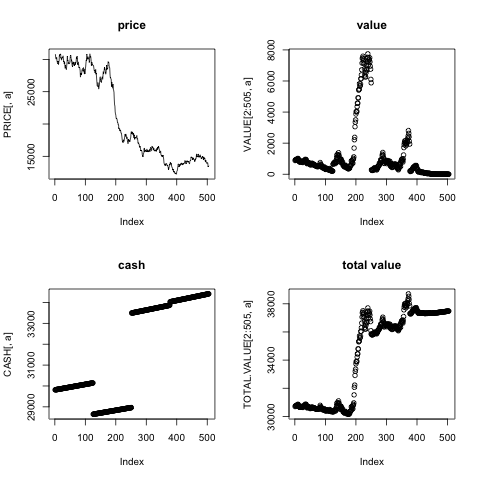 price
value
PRICE[, a]
15000
25000
0 100 200 300 400 500
Index
VALUE[2:505, a]
0 2000 4000 6000 8000
0 100 200 300 400 500
Index
cash
total value
CASH[, a]
29000 31000 33000
0 100 200 300 400 500
Index
TOTAL.VALUE[2:505, a]
30000 34000 38000
0 100 200 300 400 500
Index